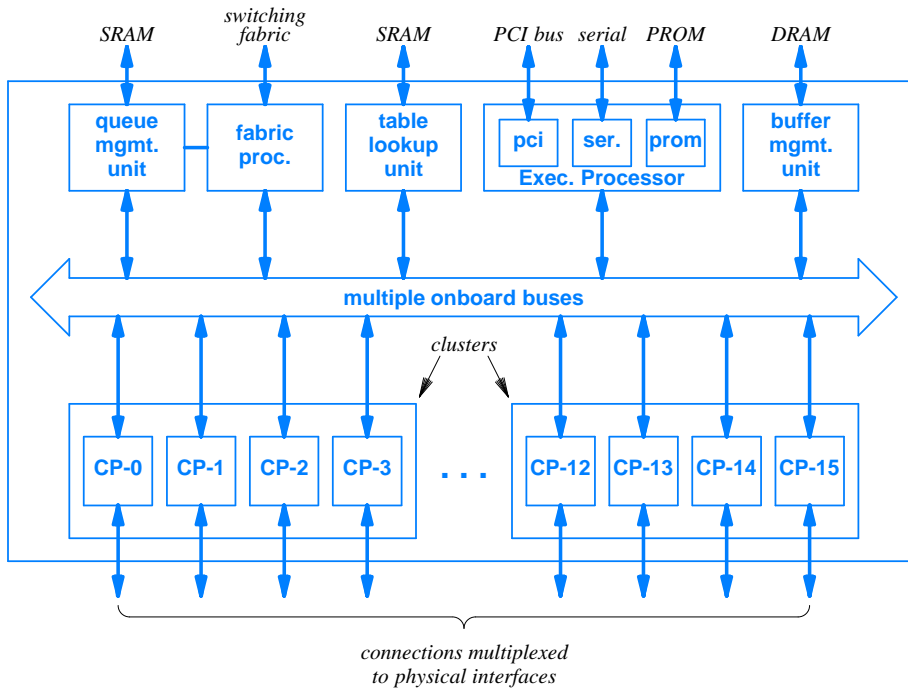 SRAM
switching
fabric
SRAM
PCI bus
serial
PROM
DRAM
queue
mgmt.
unit
fabric
proc.
table
lookup
unit
pci
ser.
prom
Exec. Processor
buffer
mgmt.
unit
multiple onboard buses
clusters
CP-0
CP-1
CP-2
CP-3
. . .
CP-12
CP-13
CP-14
CP-15
connections multiplexed
to physical interfaces